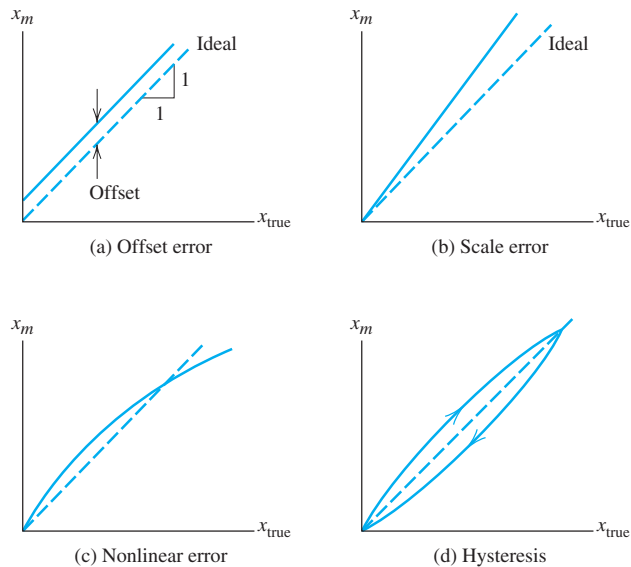 x_m
Ideal
1
1
Offset
x_true
(a) Offset error
x_m
Ideal
x_true
(b) Scale error
x_m
x_true
(c) Nonlinear error
x_m
x_true
(d) Hysteresis